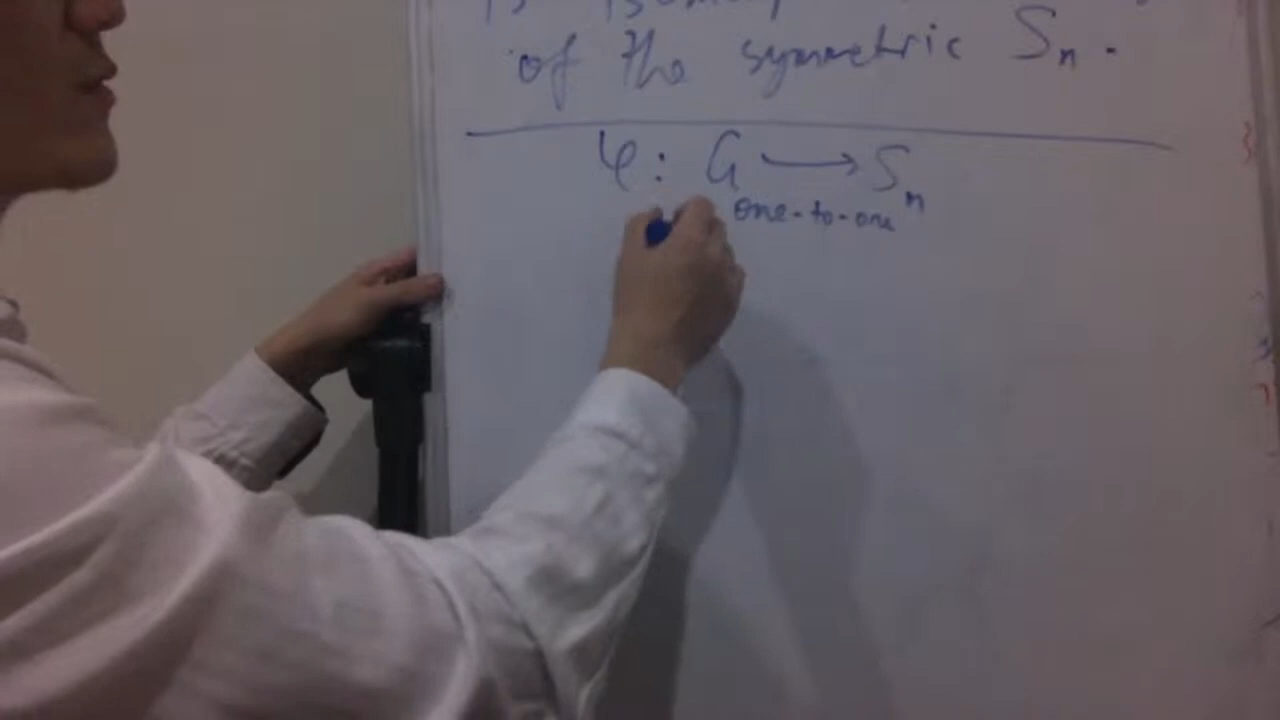 of the symmetric Sn.
φ: G → Sn
one-to-one